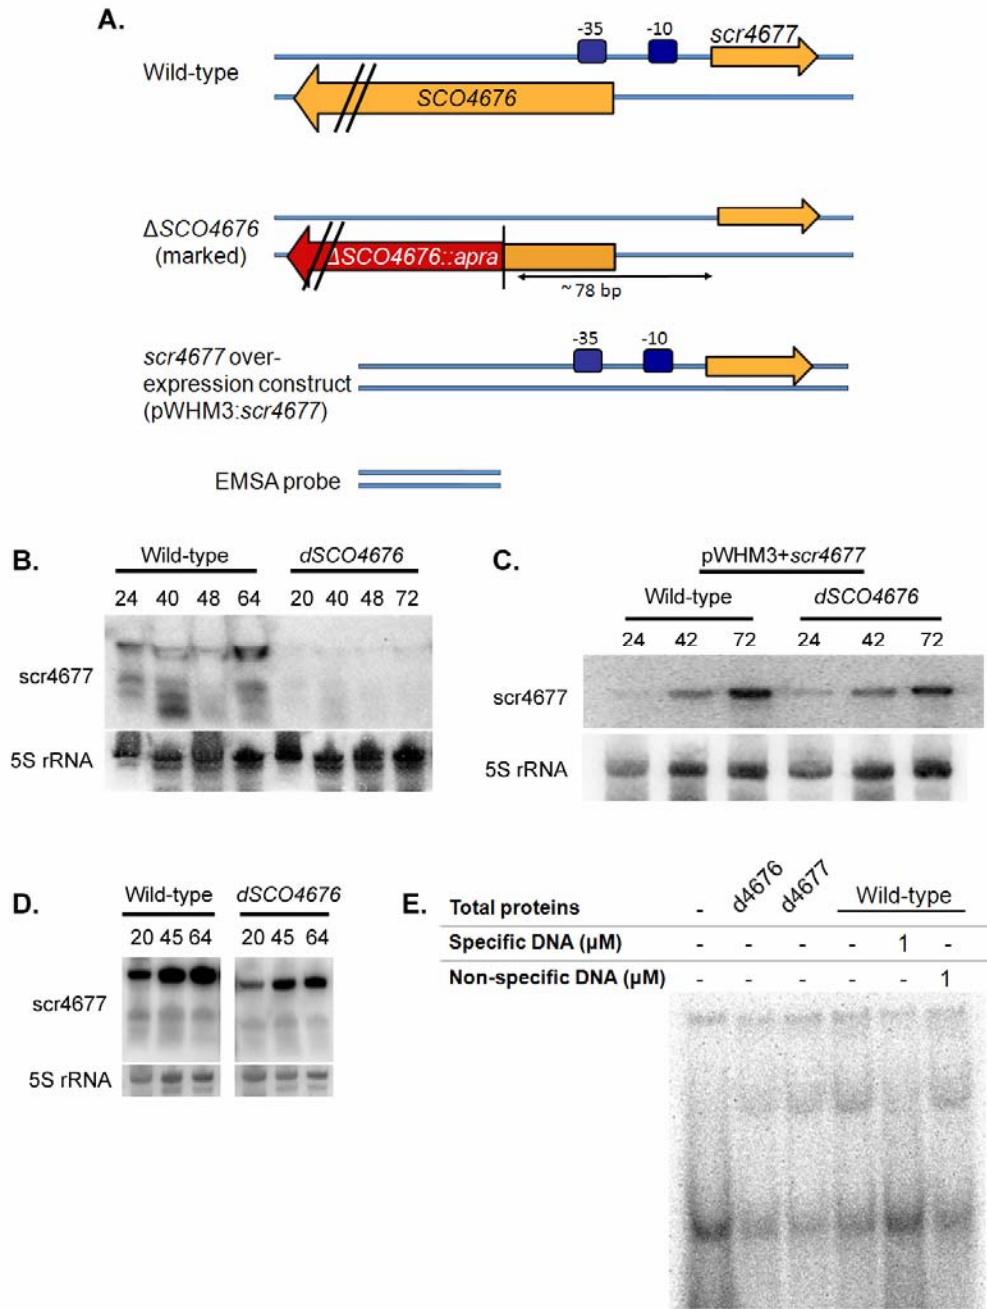 A.
-35 -10 scr4677
Wild-type
SCO4676
ΔSCO4676
(marked)
ΔSCO4676::apra
~78 bp
-35 -10
scr4677 over-
expression construct
(pWHM3:scr4677)
EMSA probe
B.
Wild-type dSCO4676
24 40 48 64 20 40 48 72
scr4677
5S rRNA
C.
pWHM3+scr4677
Wild-type dSCO4676
24 42 72 24 42 72
scr4677
5S rRNA
D.
Wild-type dSCO4676
20 45 64 20 45 64
scr4677
5S rRNA
E.
Total proteins - d4676 d4677 Wild-type
Specific DNA (µM) - - - - 1 -
Non-specific DNA (µM) - - - - - 1